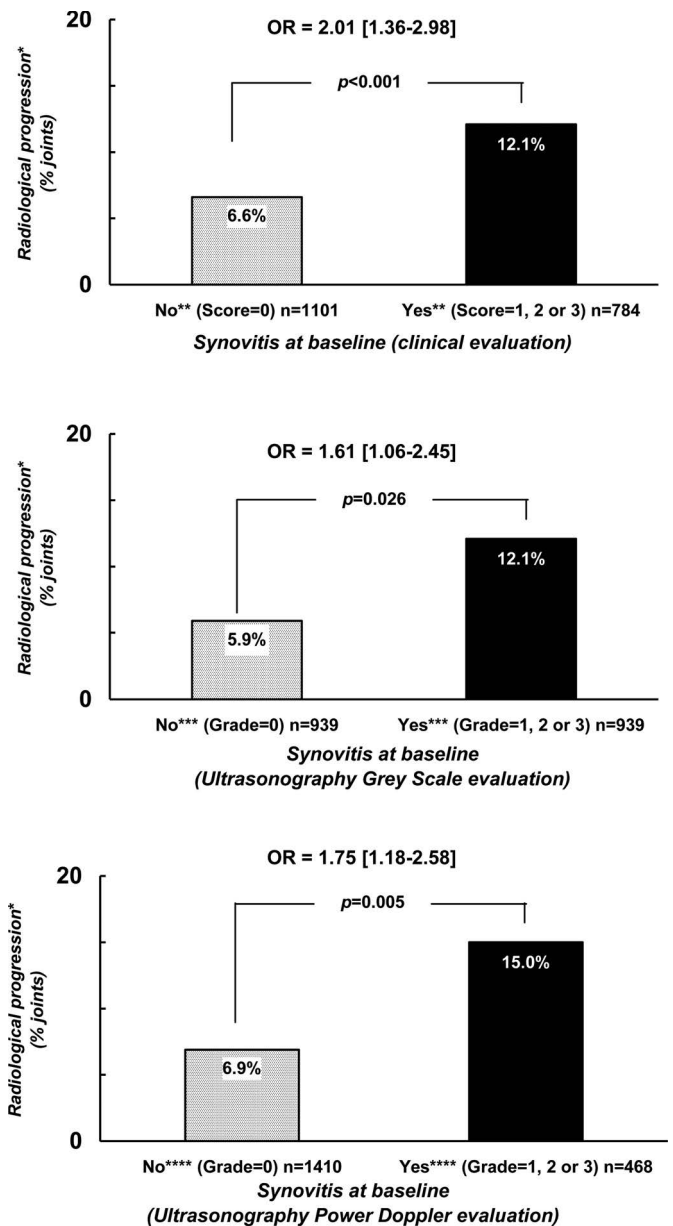 20
OR = 2.01 [1.36-2.98]
p<0.001
12.1%
6.6%
Radiological progression*
(% joints)
0
No** (Score=0) n=1101
Yes** (Score=1, 2 or 3) n=784
Synovitis at baseline (clinical evaluation)
20
OR = 1.61 [1.06-2.45]
p=0.026
12.1%
5.9%
Radiological progression*
(% joints)
0
No*** (Grade=0) n=939
Yes*** (Grade=1, 2 or 3) n=939
Synovitis at baseline
(Ultrasonography Grey Scale evaluation)
OR = 1.75 [1.18-2.58]
20
p=0.005
15.0%
6.9%
Radiological progression*
(% joints)
0
No**** (Grade=0) n=1410
Yes**** (Grade=1, 2 or 3) n=468
Synovitis at baseline
(Ultrasonography Power Doppler evaluation)